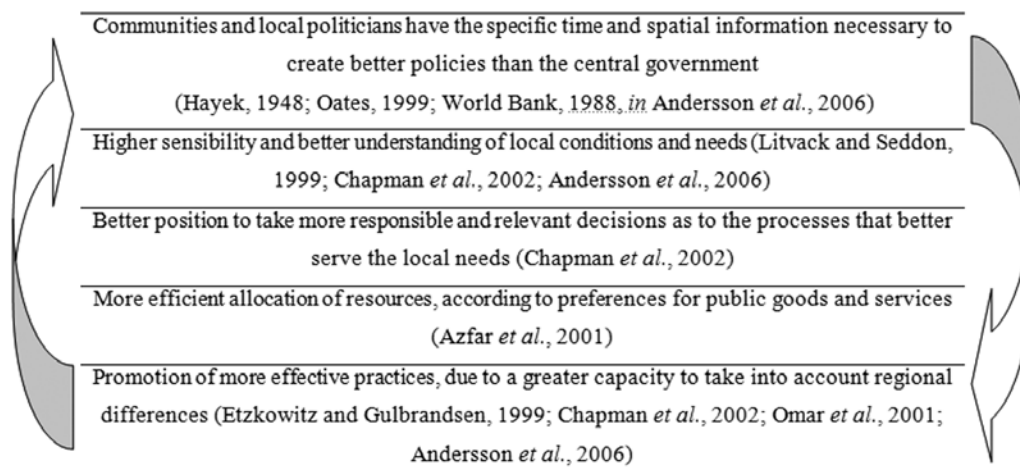 Communities and local politicians have the specific time and spatial information necessary to
create better policies than the central government
(Hayek, 1948; Oates, 1999; World Bank, 1988, in Andersson et al., 2006)
Higher sensibility and better understanding of local conditions and needs (Litvack and Seddon,
1999; Chapman et al., 2002; Andersson et al., 2006)
Better position to take more responsible and relevant decisions as to the processes that better
serve the local needs (Chapman et al., 2002)
More efficient allocation of resources, according to preferences for public goods and services
(Azfar et al., 2001)
Promotion of more effective practices, due to a greater capacity to take into account regional
differences (Etzkowitz and Gulbrandsen, 1999; Chapman et al., 2002; Omar et al., 2001;
Andersson et al., 2006)